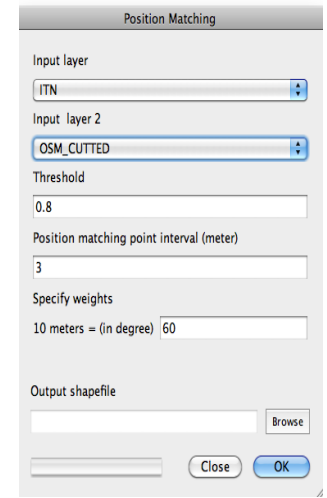 Position Matching
Input layer
ITN
Input layer 2
OSM_CUTTED
Threshold
0.8
Position matching point interval (meter)
3
Specify weights
10 meters = (in degree) 60
Output shapefile
Browse
Close OK